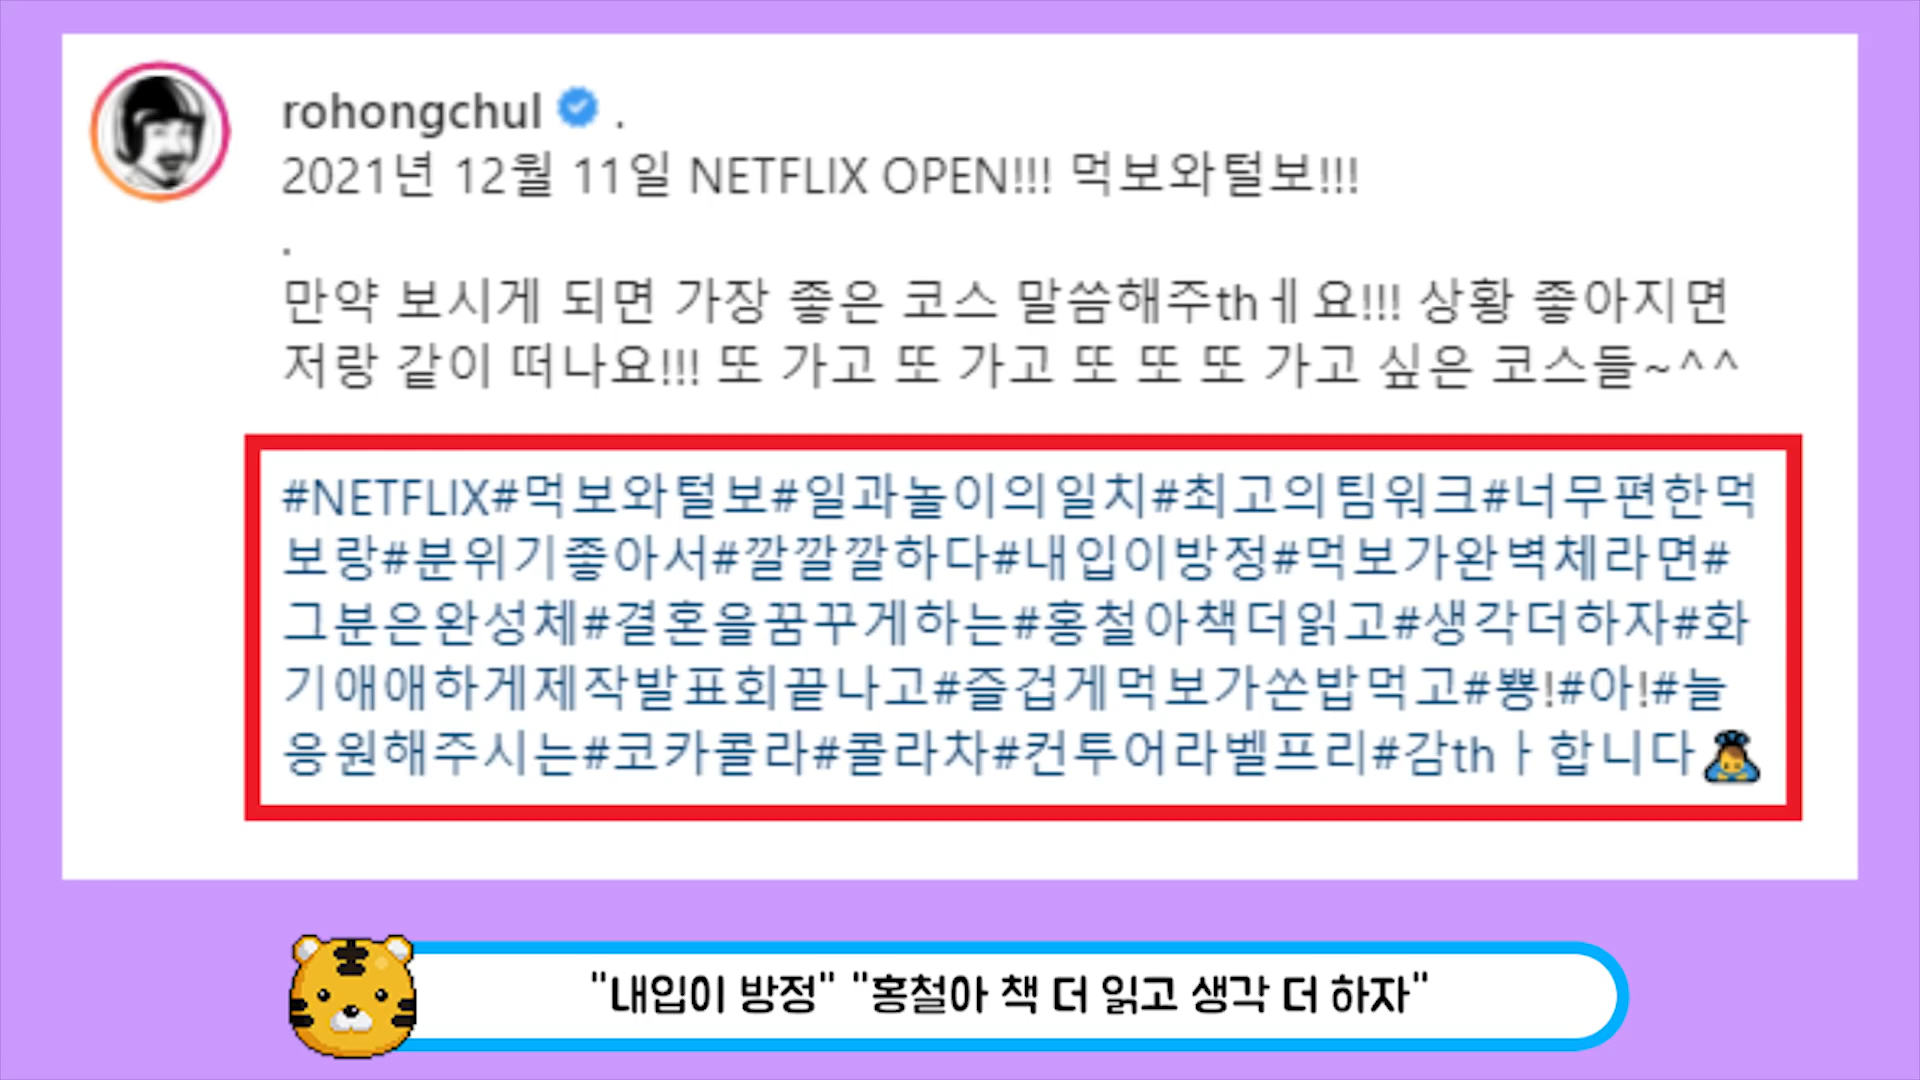 rohongchul .
2021년 12월 11일 NETFLIX OPEN!!! 먹보와털보!!!
.
만약 보시게 되면 가장 좋은 코스 말씀해주thㅔ요!!! 상황 좋아지면
저랑 같이 떠나요!!! 또 가고 또 가고 또 또 또 가고 싶은 코스들~^^
#NETFLIX#먹보와털보#일과놀이의일치#최고의팀워크#너무편한먹
보랑#분위기좋아서#깔깔깔하다#내입이방정#먹보가완벽체라면#
그분은완성체#결혼을꿈꾸게하는#홍철아책더읽고#생각더하자#화
기애애하게제작발표회끝나고#즐겁게먹보가쏜밥먹고#뿅!#아!#늘
응원해주시는#코카콜라#콜라차#컨투어라벨프리#감thㅏ합니다🙇
"내입이 방정" "홍철아 책 더 읽고 생각 더 하자"